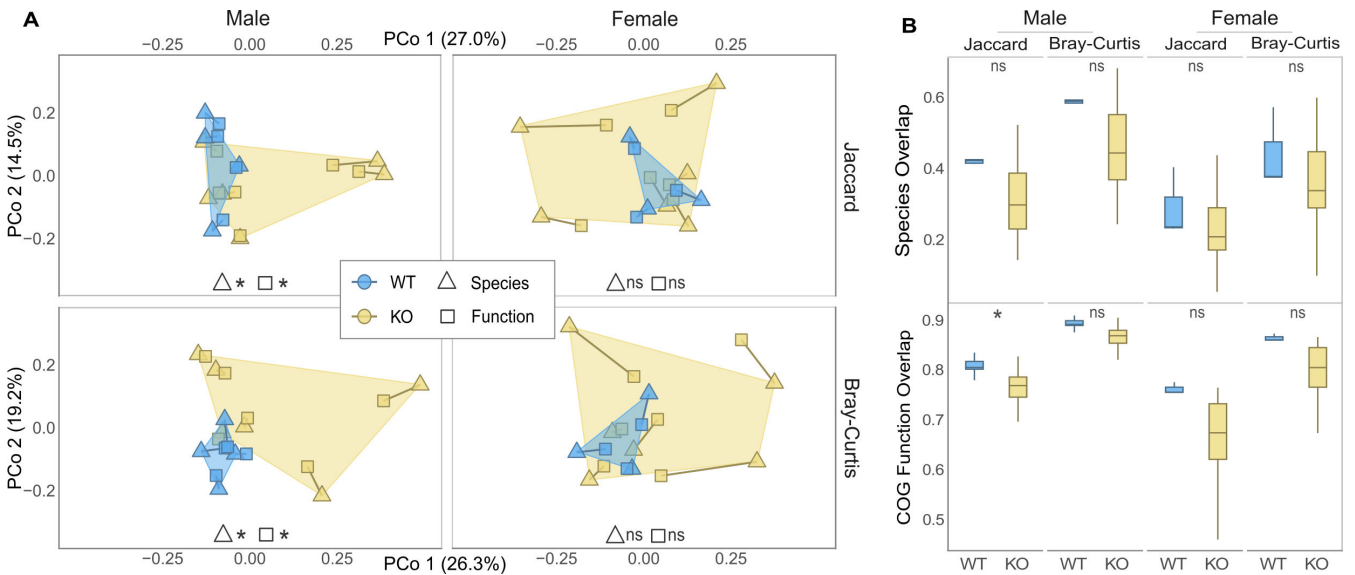 A
Male
Female
−0.25
0.00
0.25
PCo 1 (27.0%)
−0.25
0.00
0.25
PCo 2 (14.5%)
0.2
0.0
−0.2
Jaccard
* *
ns ns
WT
Species
KO
Function
PCo 2 (19.2%)
0.2
0.0
−0.2
Bray-Curtis
* *
ns ns
−0.25
0.00
0.25
PCo 1 (26.3%)
−0.25
0.00
0.25
B
Male
Female
Jaccard
Bray-Curtis
Jaccard
Bray-Curtis
ns
ns
ns
ns
Species Overlap
0.6
0.4
0.2
*
ns
ns
ns
COG Function Overlap
0.9
0.8
0.7
0.6
0.5
WT KO WT KO WT KO WT KO